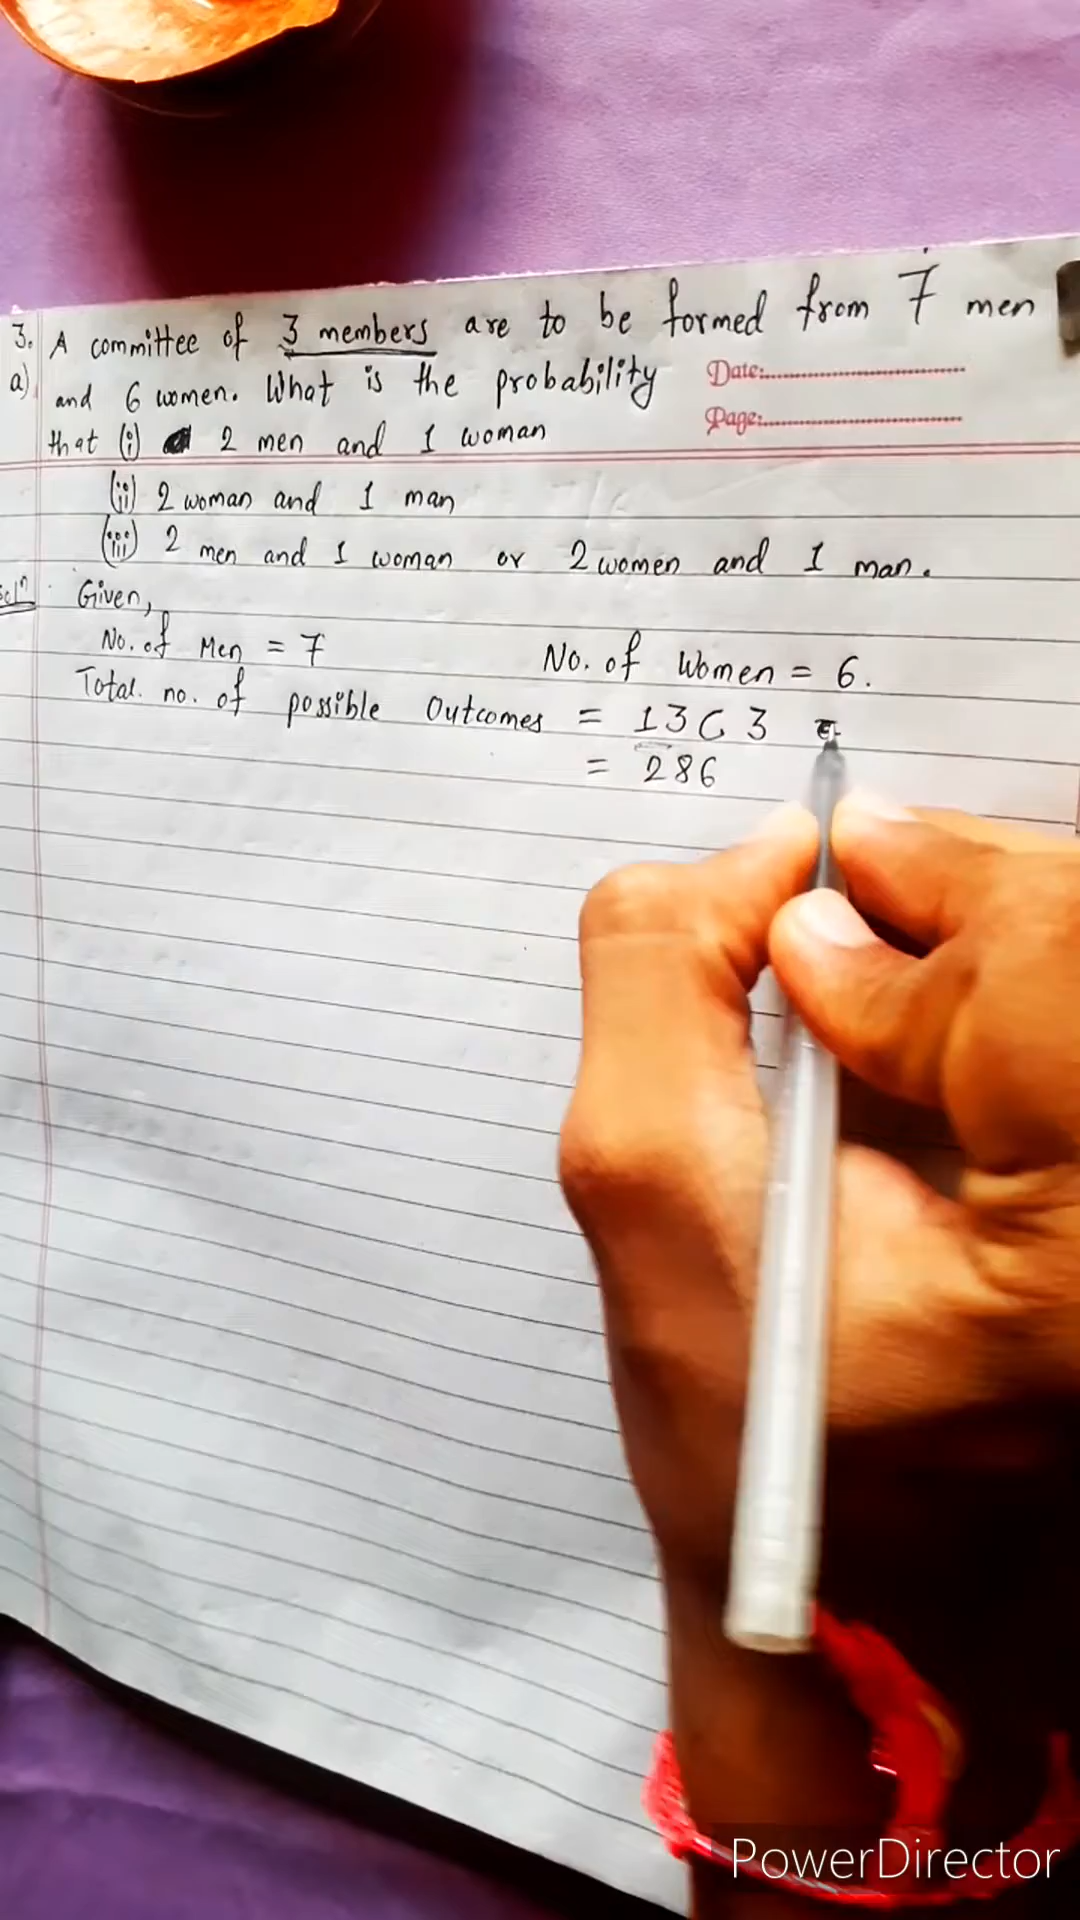 3. A committee of 3 members are to be formed from 7 men
a) and 6 women. What is the probability
Date:
Page:
that (i) 2 men and 1 woman
(ii) 2 woman and 1 man
(iii) 2 men and 1 woman or 2 women and 1 man.
Solⁿ Given,
No. of Men = 7 No. of Women = 6.
Total. no. of possible Outcomes = 13C3
= 286
PowerDirector